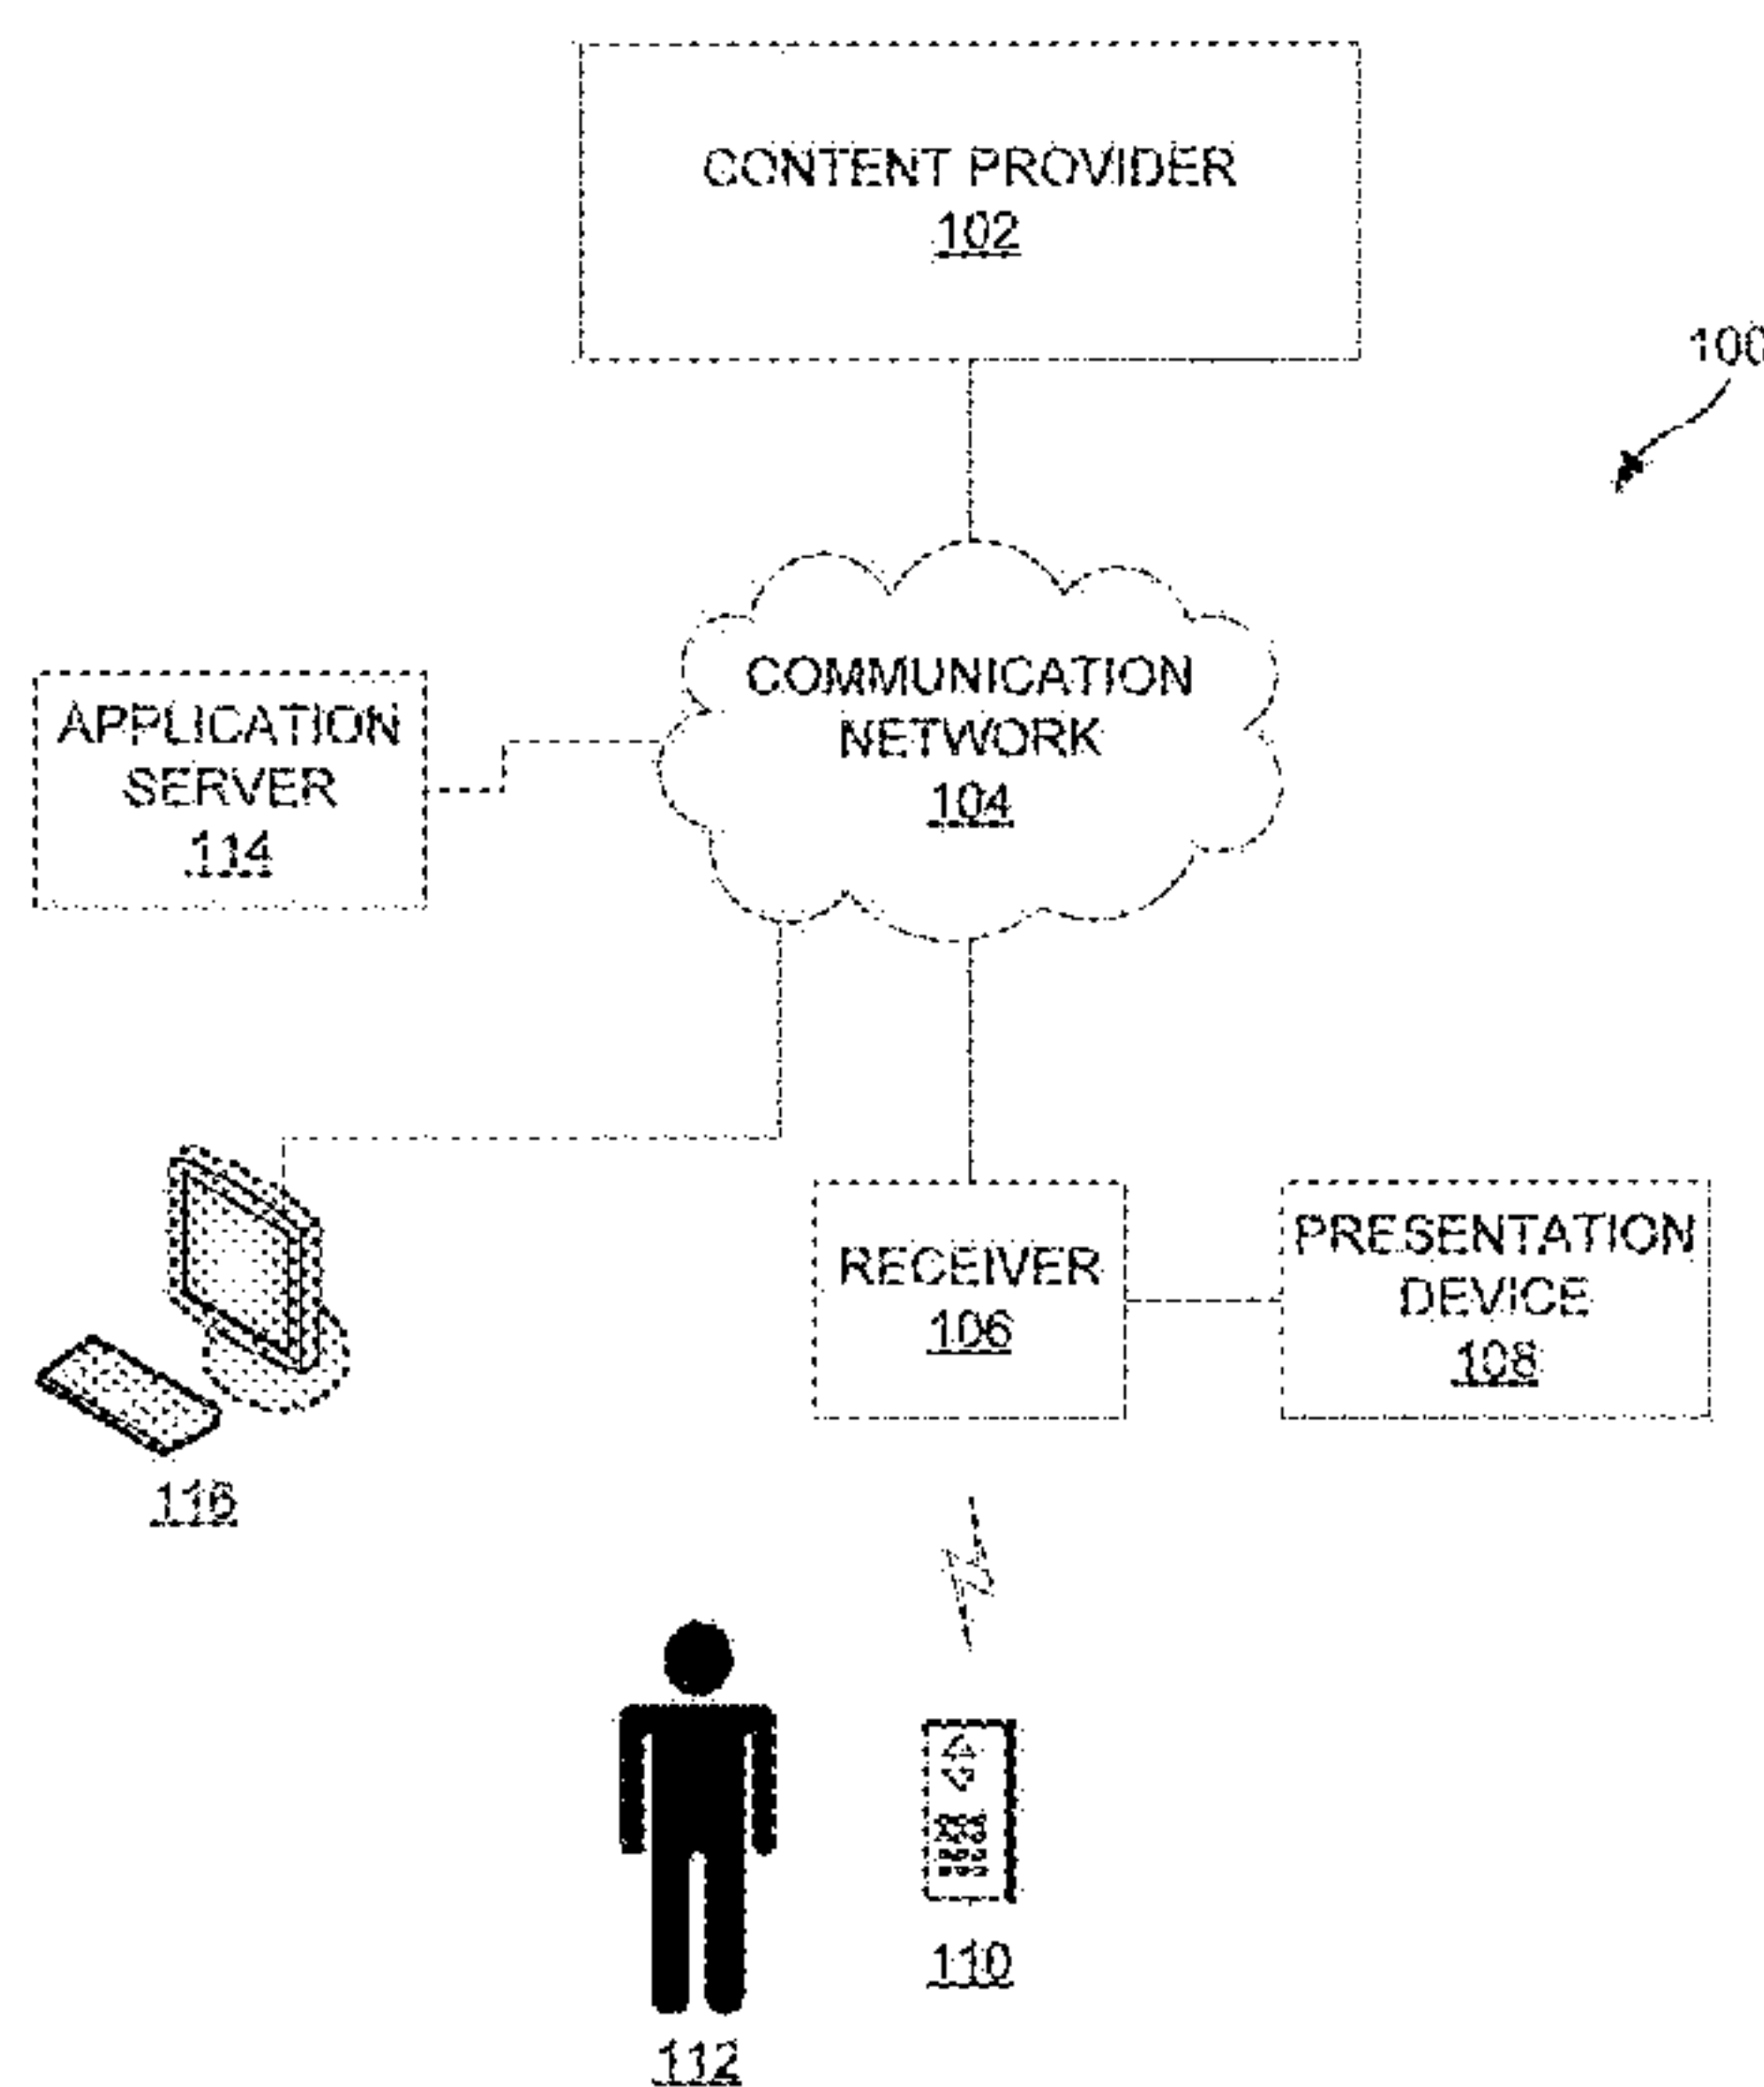 CONTENT PROVIDER
102
100
COMMUNICATION
NETWORK
104
APPLICATION
SERVER
114
RECEIVER
106
PRESENTATION
DEVICE
108
116
110
112